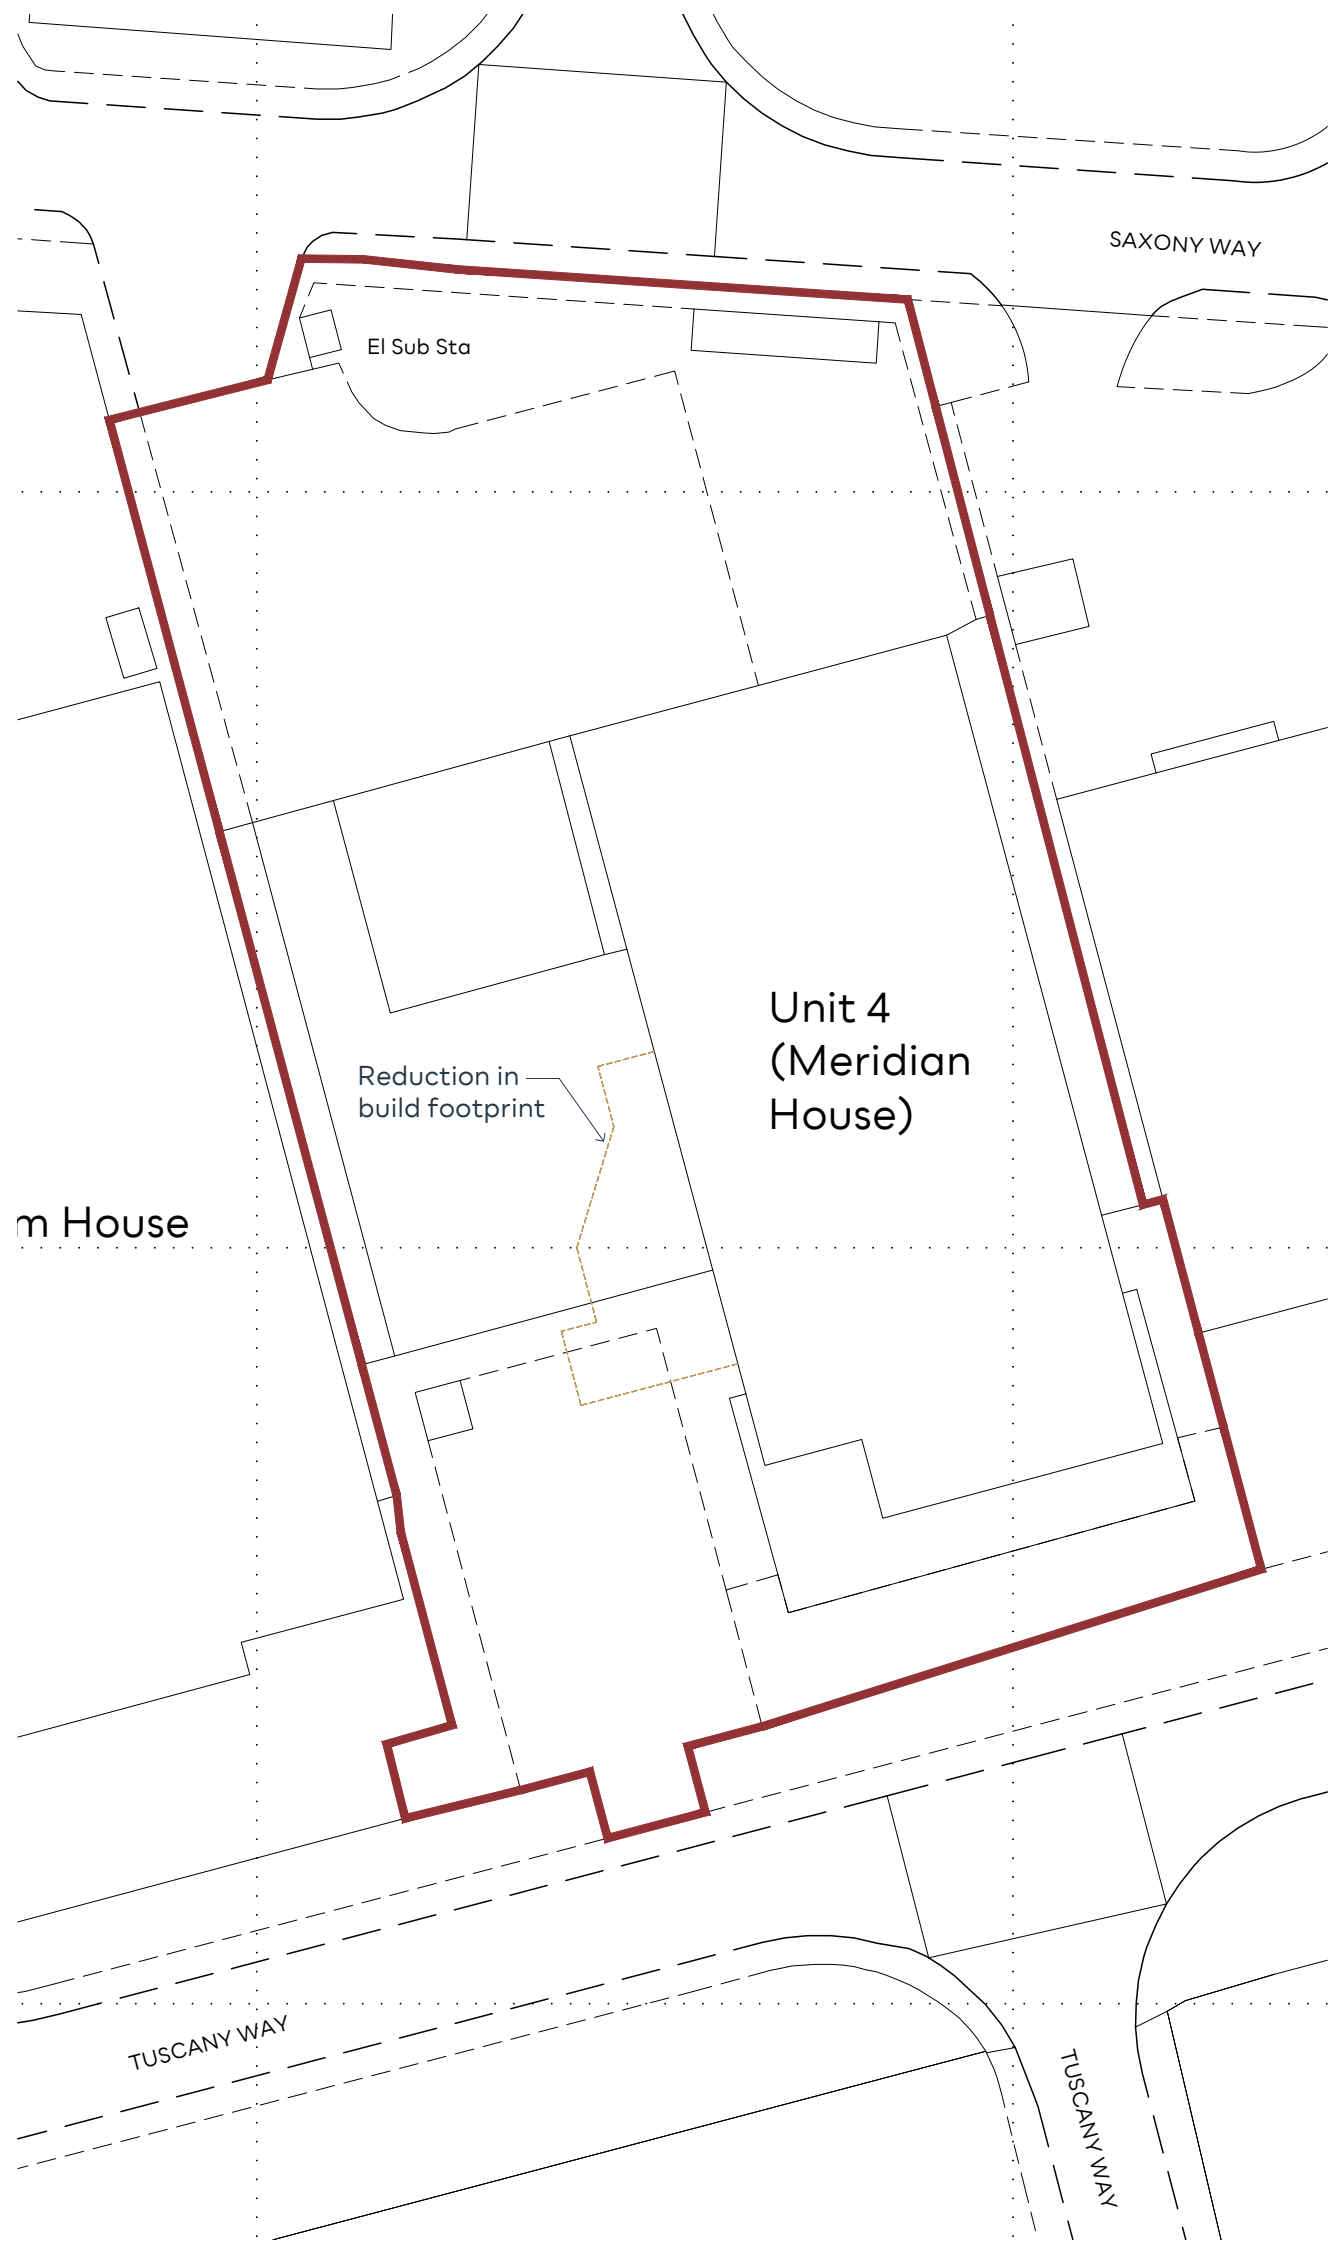 SAXONY WAY
El Sub Sta
Unit 4
(Meridian
House)
Reduction in
build footprint
m House
TUSCANY WAY
TUSCANY WAY